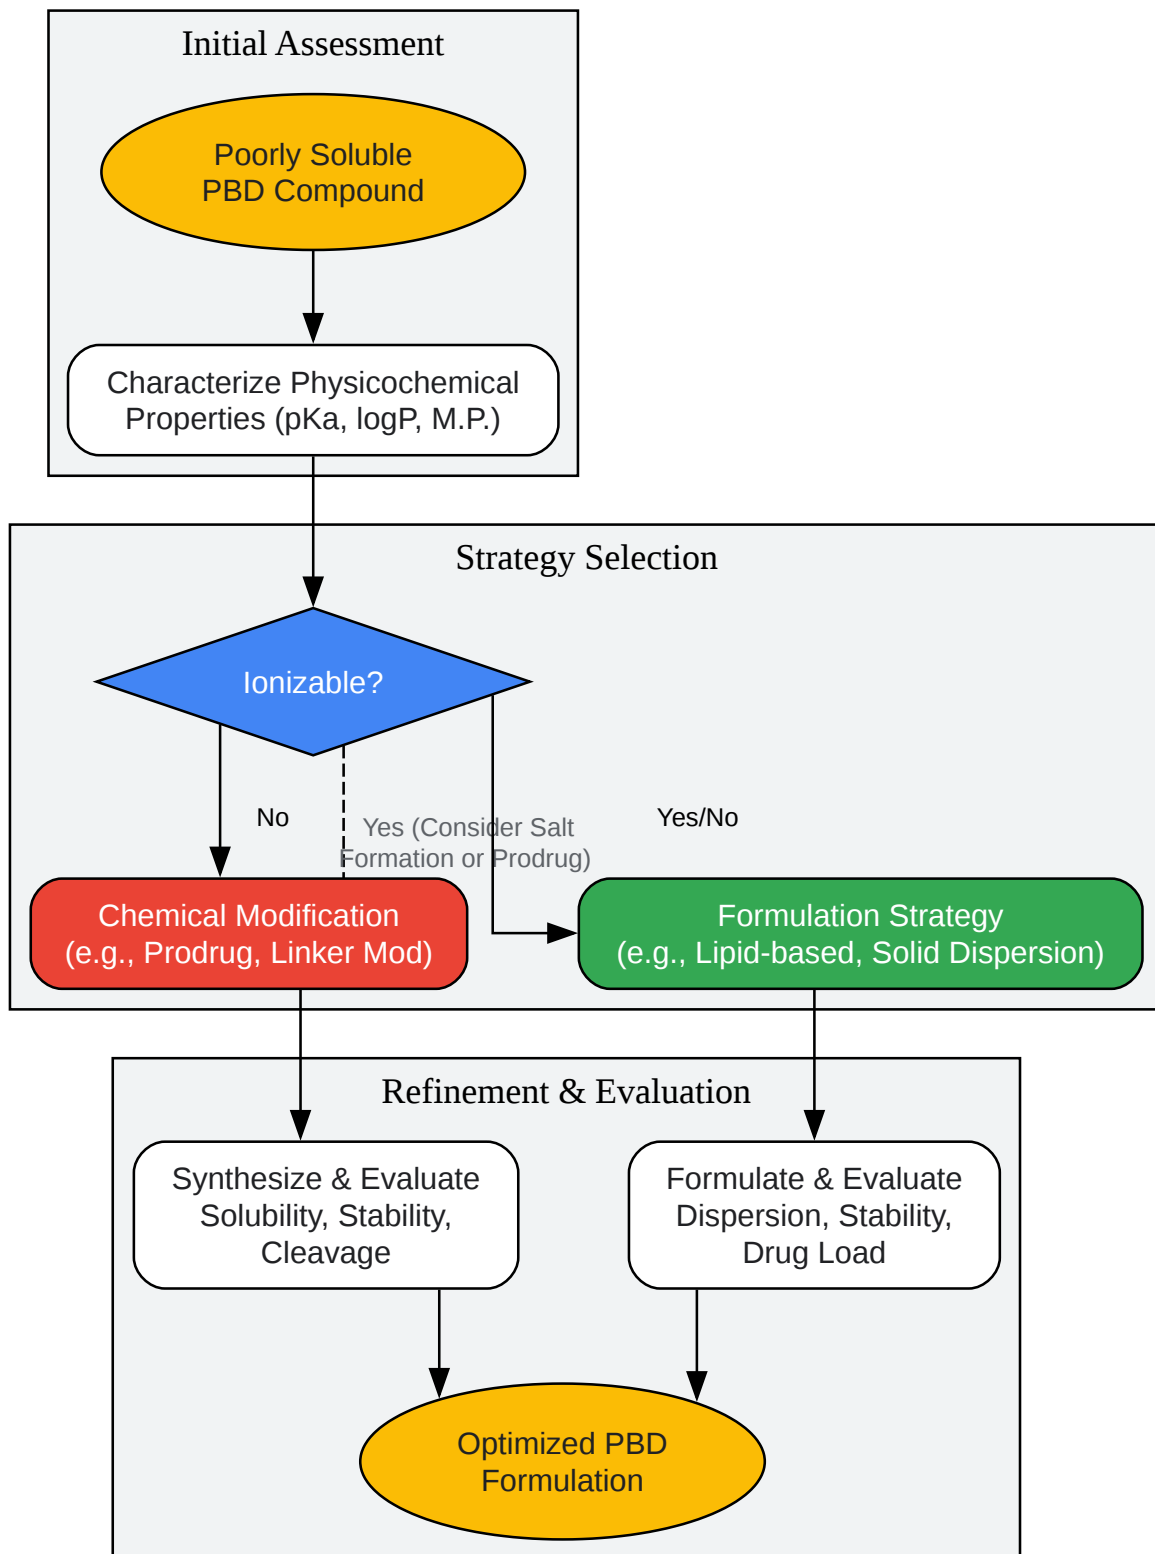 Initial Assessment
Poorly Soluble
PBD Compound
Characterize Physicochemical
Properties (pKa, logP, M.P.)
Strategy Selection
Ionizable?
No
Yes (Consider Salt
Formation or Prodrug)
Yes/No
Chemical Modification
(e.g., Prodrug, Linker Mod)
Formulation Strategy
(e.g., Lipid-based, Solid Dispersion)
Refinement & Evaluation
Synthesize & Evaluate
Solubility, Stability,
Cleavage
Formulate & Evaluate
Dispersion, Stability,
Drug Load
Optimized PBD
Formulation